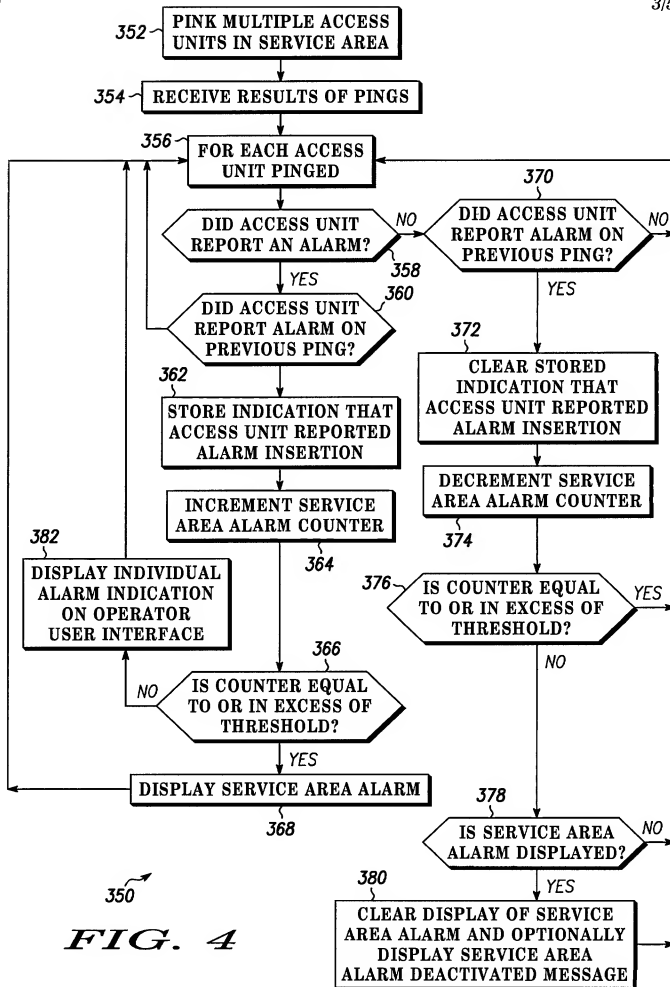 3/5
352
PINK MULTIPLE ACCESS
UNITS IN SERVICE AREA
354
RECEIVE RESULTS OF PINGS
356
FOR EACH ACCESS
UNIT PINGED
DID ACCESS UNIT
REPORT AN ALARM?
358
NO
YES
370
DID ACCESS UNIT
REPORT ALARM ON
PREVIOUS PING?
NO
YES
360
DID ACCESS UNIT
REPORT ALARM ON
PREVIOUS PING?
362
STORE INDICATION THAT
ACCESS UNIT REPORTED
ALARM INSERTION
INCREMENT SERVICE
AREA ALARM COUNTER
364
372
CLEAR STORED
INDICATION THAT
ACCESS UNIT REPORTED
ALARM INSERTION
DECREMENT SERVICE
AREA ALARM COUNTER
374
382
DISPLAY INDIVIDUAL
ALARM INDICATION
ON OPERATOR
USER INTERFACE
366
IS COUNTER EQUAL
TO OR IN EXCESS OF
THRESHOLD?
NO
YES
DISPLAY SERVICE AREA ALARM
368
376
IS COUNTER EQUAL
TO OR IN EXCESS OF
THRESHOLD?
YES
NO
378
IS SERVICE AREA
ALARM DISPLAYED?
NO
YES
380
CLEAR DISPLAY OF SERVICE
AREA ALARM AND OPTIONALLY
DISPLAY SERVICE AREA
ALARM DEACTIVATED MESSAGE
350
FIG. 4